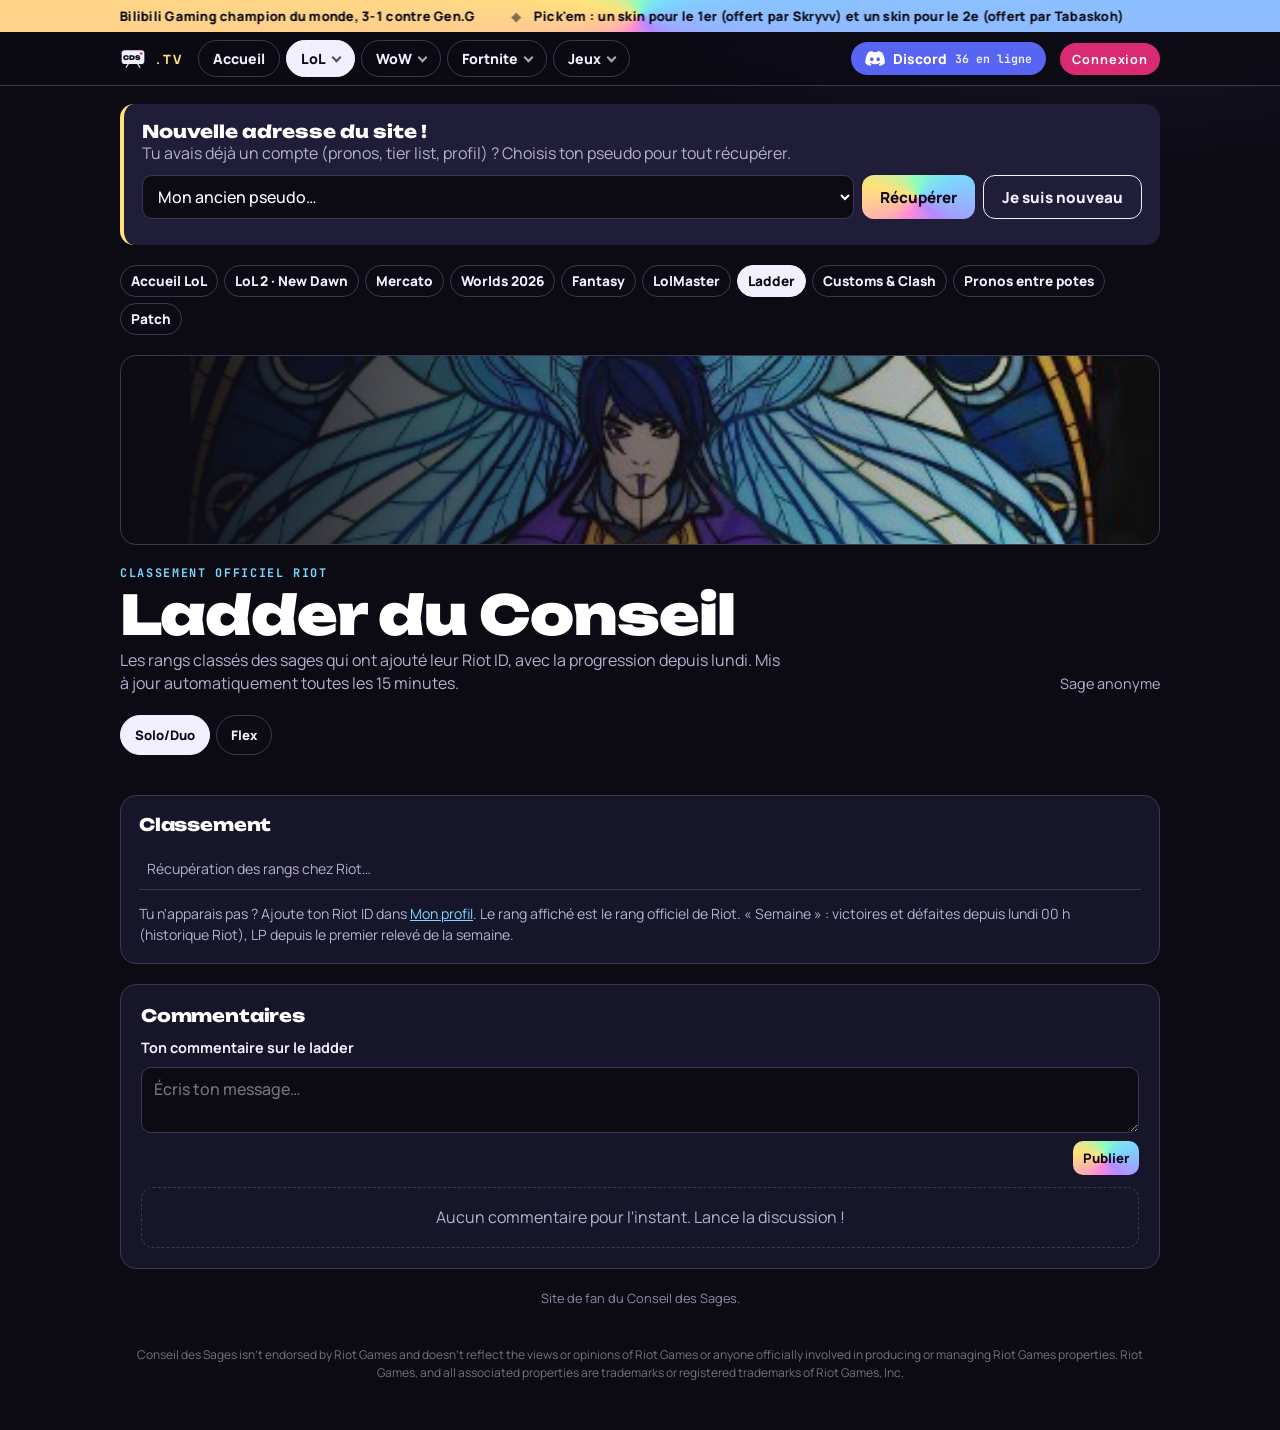 Bilibili Gaming champion du monde, 3-1 contre Gen.G ◆ Pick'em : un skin pour le 1er (offert par Skryvv) et un skin pour le 2e (offert par Tabaskoh)
CDS .TV Accueil LoL WoW Fortnite Jeux Discord 36 en ligne Connexion
Nouvelle adresse du site !
Tu avais déjà un compte (pronos, tier list, profil) ? Choisis ton pseudo pour tout récupérer.
Mon ancien pseudo… Récupérer Je suis nouveau
Accueil LoL LoL 2 · New Dawn Mercato Worlds 2026 Fantasy LolMaster Ladder Customs & Clash Pronos entre potes
Patch
CLASSEMENT OFFICIEL RIOT
Ladder du Conseil
Les rangs classés des sages qui ont ajouté leur Riot ID, avec la progression depuis lundi. Mis
à jour automatiquement toutes les 15 minutes.
Sage anonyme
Solo/Duo Flex
Classement
Récupération des rangs chez Riot…
Tu n'apparais pas ? Ajoute ton Riot ID dans Mon profil. Le rang affiché est le rang officiel de Riot. « Semaine » : victoires et défaites depuis lundi 00 h
(historique Riot), LP depuis le premier relevé de la semaine.
Commentaires
Ton commentaire sur le ladder
Écris ton message…
Publier
Aucun commentaire pour l'instant. Lance la discussion !
Site de fan du Conseil des Sages.
Conseil des Sages isn't endorsed by Riot Games and doesn't reflect the views or opinions of Riot Games or anyone officially involved in producing or managing Riot Games properties. Riot
Games, and all associated properties are trademarks or registered trademarks of Riot Games, Inc.